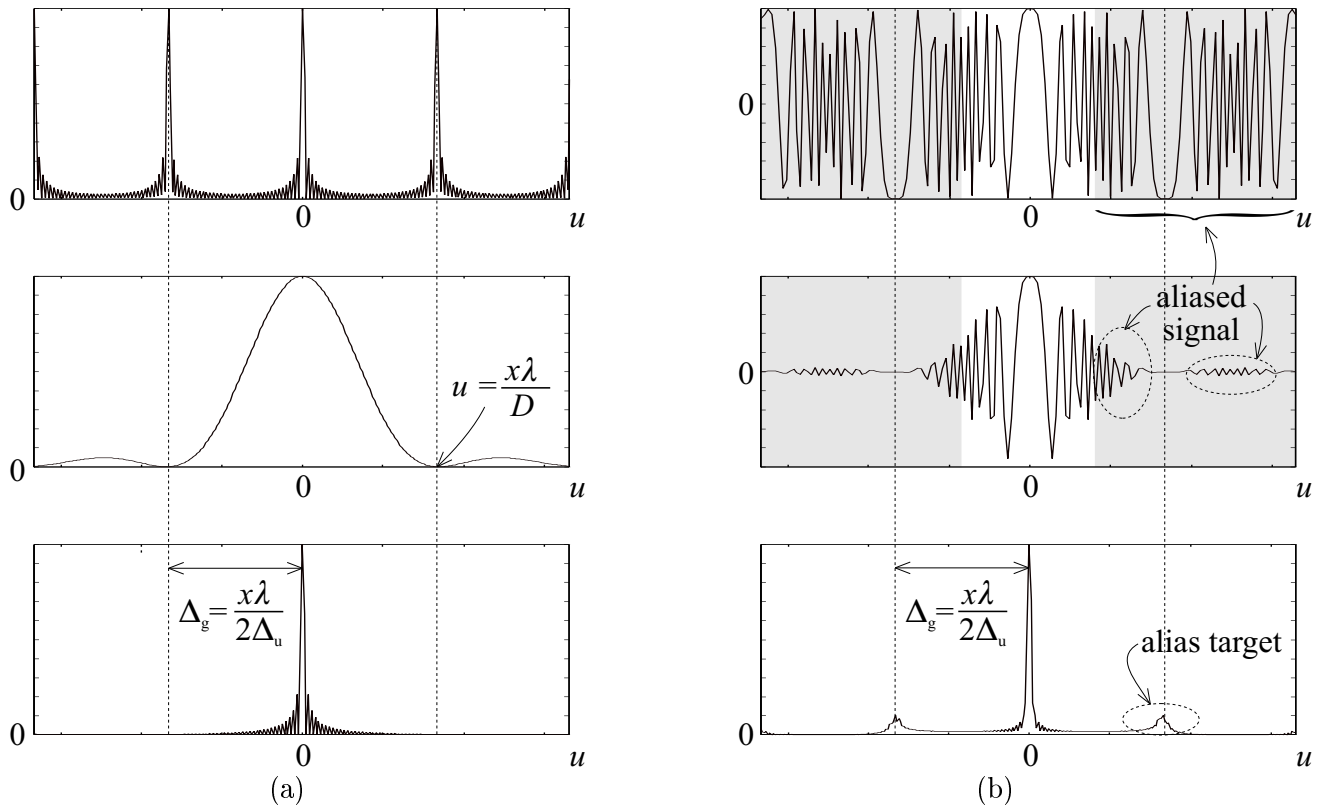 0
0
u
0
0
u
0
u = xλ/D
0
u
0
u
aliased
signal
0
0
u
Δg = xλ/2Δu
0
0
u
Δg = xλ/2Δu
alias target
0
0
u
(a)
(b)